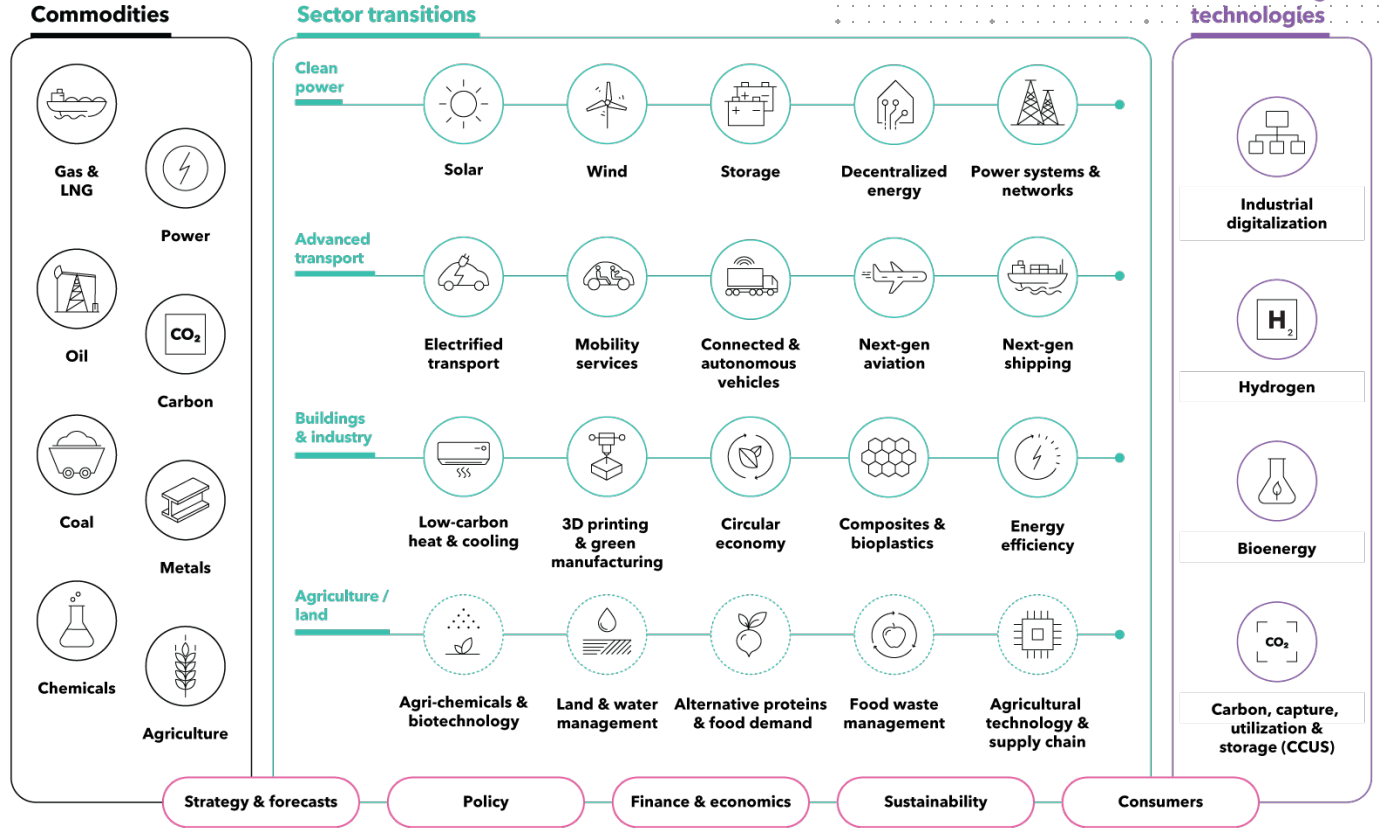 Commodities
Sector transitions
technologies
Gas &
LNG
Power
Oil
CO₂
Carbon
Coal
Metals
Chemicals
Agriculture
Clean
power
Solar
Wind
Storage
Decentralized
energy
Power systems &
networks
Advanced
transport
Electrified
transport
Mobility
services
Connected &
autonomous
vehicles
Next-gen
aviation
Next-gen
shipping
Buildings
& industry
Low-carbon
heat & cooling
3D printing
& green
manufacturing
Circular
economy
Composites &
bioplastics
Energy
efficiency
Agriculture /
land
Agri-chemicals &
biotechnology
Land & water
management
Alternative proteins
& food demand
Food waste
management
Agricultural
technology &
supply chain
Industrial
digitalization
H₂
Hydrogen
Bioenergy
CO₂
Carbon, capture,
utilization &
storage (CCUS)
Strategy & forecasts
Policy
Finance & economics
Sustainability
Consumers